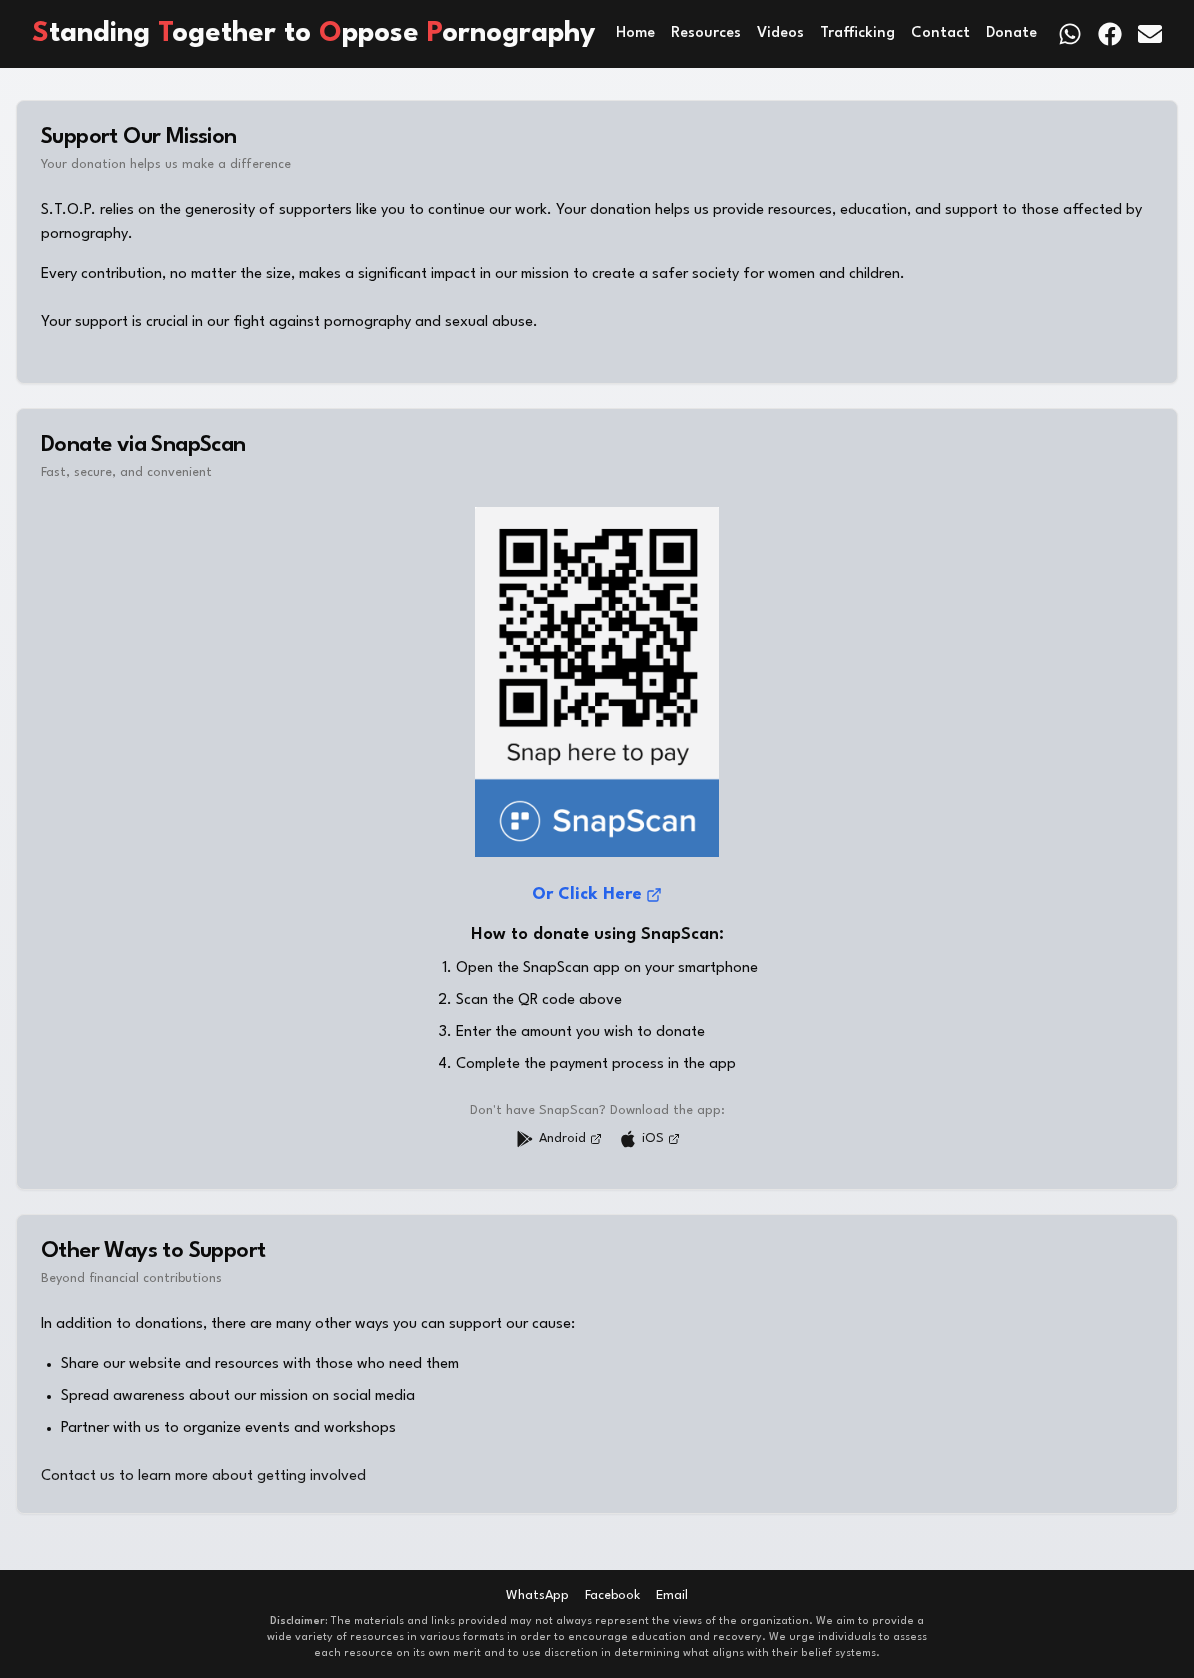 Standing Together to Oppose Pornography
Home Resources Videos Trafficking Contact Donate
Support Our Mission
Your donation helps us make a difference
S.T.O.P. relies on the generosity of supporters like you to continue our work. Your donation helps us provide resources, education, and support to those affected by
pornography.
Every contribution, no matter the size, makes a significant impact in our mission to create a safer society for women and children.
Your support is crucial in our fight against pornography and sexual abuse.
Donate via SnapScan
Fast, secure, and convenient
Snap here to pay
SnapScan
Or Click Here
How to donate using SnapScan:
1. Open the SnapScan app on your smartphone
2. Scan the QR code above
3. Enter the amount you wish to donate
4. Complete the payment process in the app
Don't have SnapScan? Download the app:
Android iOS
Other Ways to Support
Beyond financial contributions
In addition to donations, there are many other ways you can support our cause:
• Share our website and resources with those who need them
• Spread awareness about our mission on social media
• Partner with us to organize events and workshops
Contact us to learn more about getting involved
WhatsApp Facebook Email
Disclaimer: The materials and links provided may not always represent the views of the organization. We aim to provide a
wide variety of resources in various formats in order to encourage education and recovery. We urge individuals to assess
each resource on its own merit and to use discretion in determining what aligns with their belief systems.